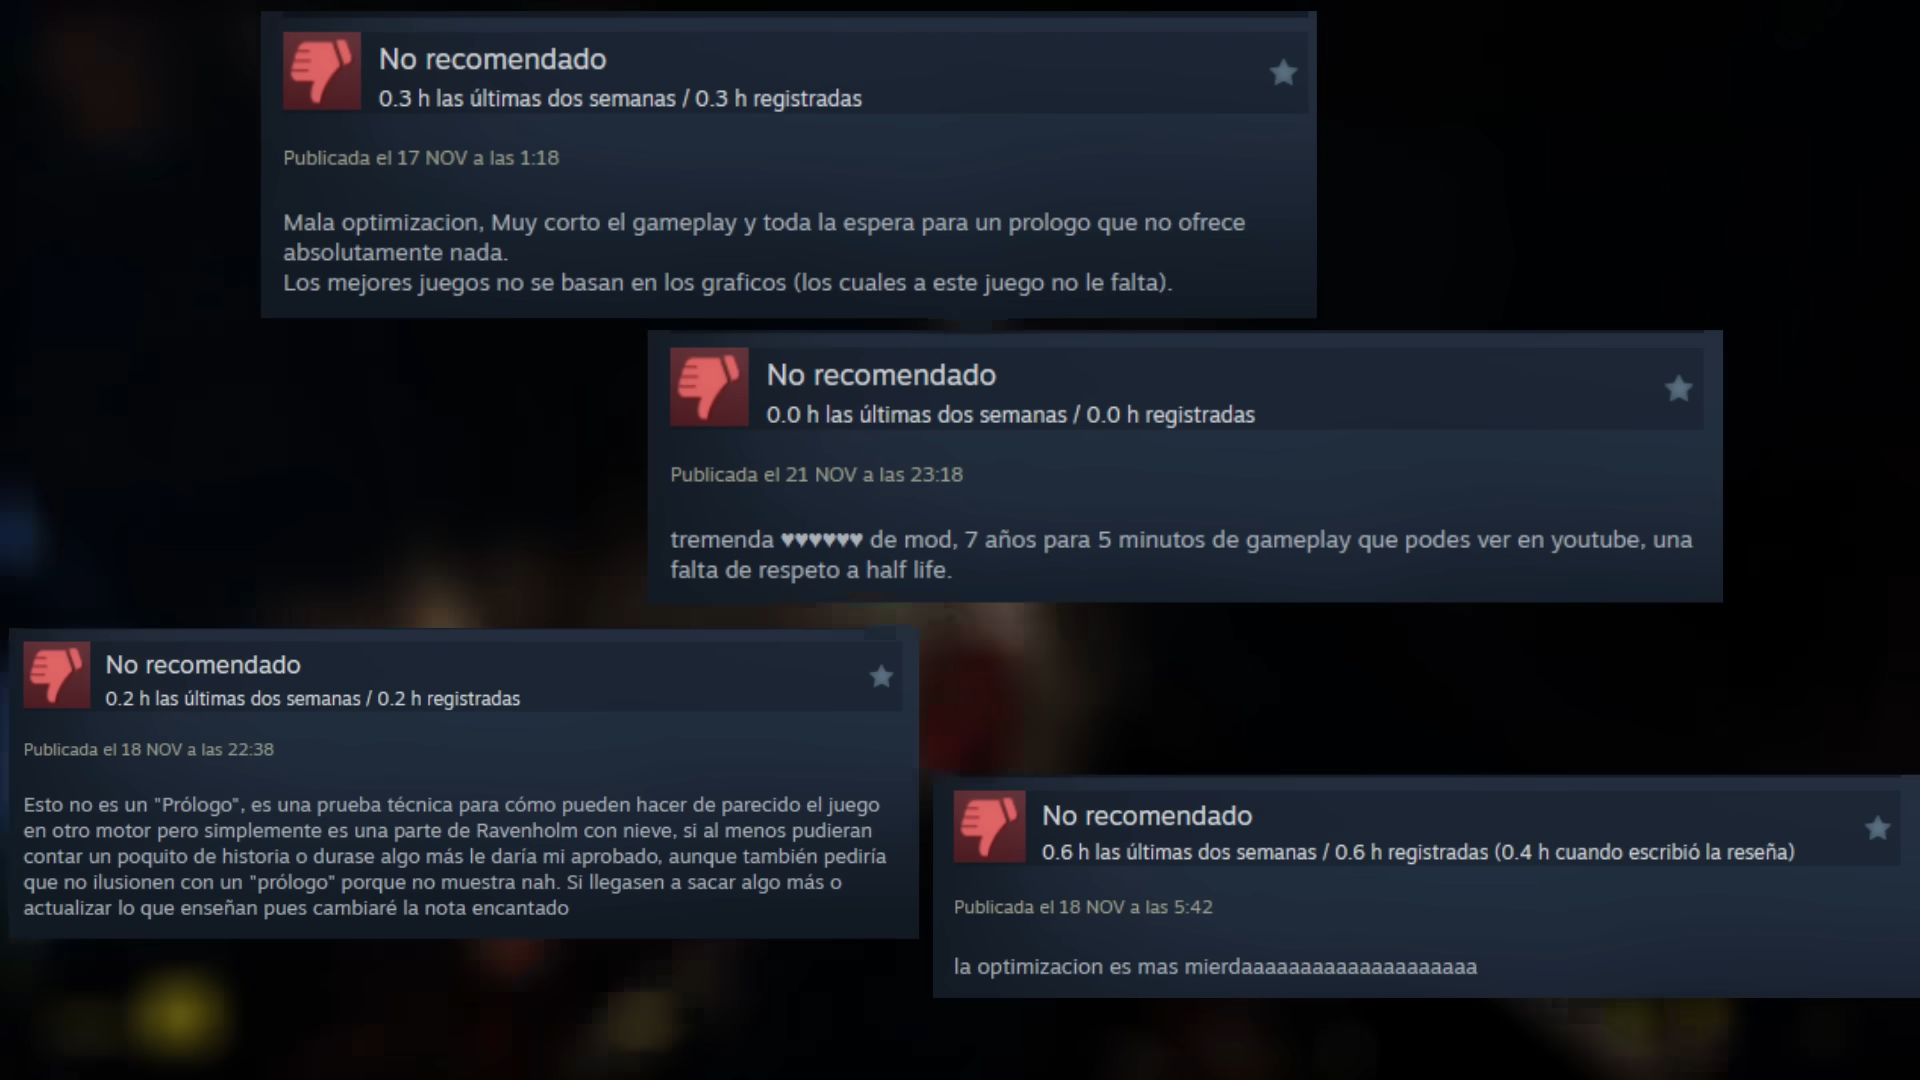 No recomendado
0.3 h las últimas dos semanas / 0.3 h registradas
Publicada el 17 NOV a las 1:18
Mala optimizacion, Muy corto el gameplay y toda la espera para un prologo que no ofrece
absolutamente nada.
Los mejores juegos no se basan en los graficos (los cuales a este juego no le falta).
No recomendado
0.0 h las últimas dos semanas / 0.0 h registradas
Publicada el 21 NOV a las 23:18
tremenda ♥♥♥♥♥♥ de mod, 7 años para 5 minutos de gameplay que podes ver en youtube, una
falta de respeto a half life.
No recomendado
0.2 h las últimas dos semanas / 0.2 h registradas
Publicada el 18 NOV a las 22:38
Esto no es un "Prólogo", es una prueba técnica para cómo pueden hacer de parecido el juego
en otro motor pero simplemente es una parte de Ravenholm con nieve, si al menos pudieran
contar un poquito de historia o durase algo más le daría mi aprobado, aunque también pediría
que no ilusionen con un "prólogo" porque no muestra nah. Si llegasen a sacar algo más o
actualizar lo que enseñan pues cambiaré la nota encantado
No recomendado
0.6 h las últimas dos semanas / 0.6 h registradas (0.4 h cuando escribió la reseña)
Publicada el 18 NOV a las 5:42
la optimizacion es mas mierdaaaaaaaaaaaaaaaaaaaa